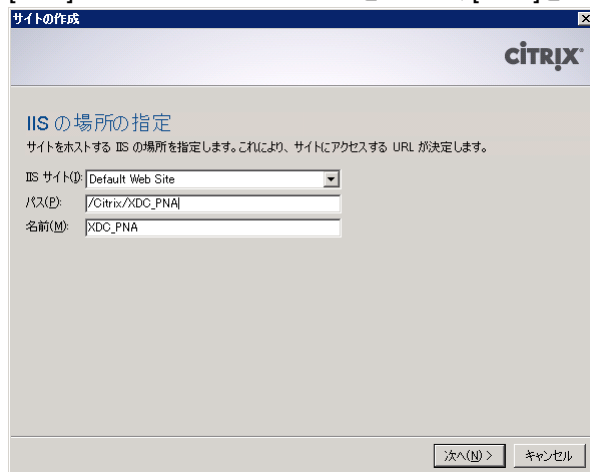 サイトの作成
CİTRIX
IIS の場所の指定
サイトをホストする IIS の場所を指定します。これにより、サイトにアクセスする URL が決定します。
IIS サイト(I): Default Web Site
パス(P): /Citrix/XDC_PNA
名前(M): XDC_PNA
次へ(N) > キャンセル